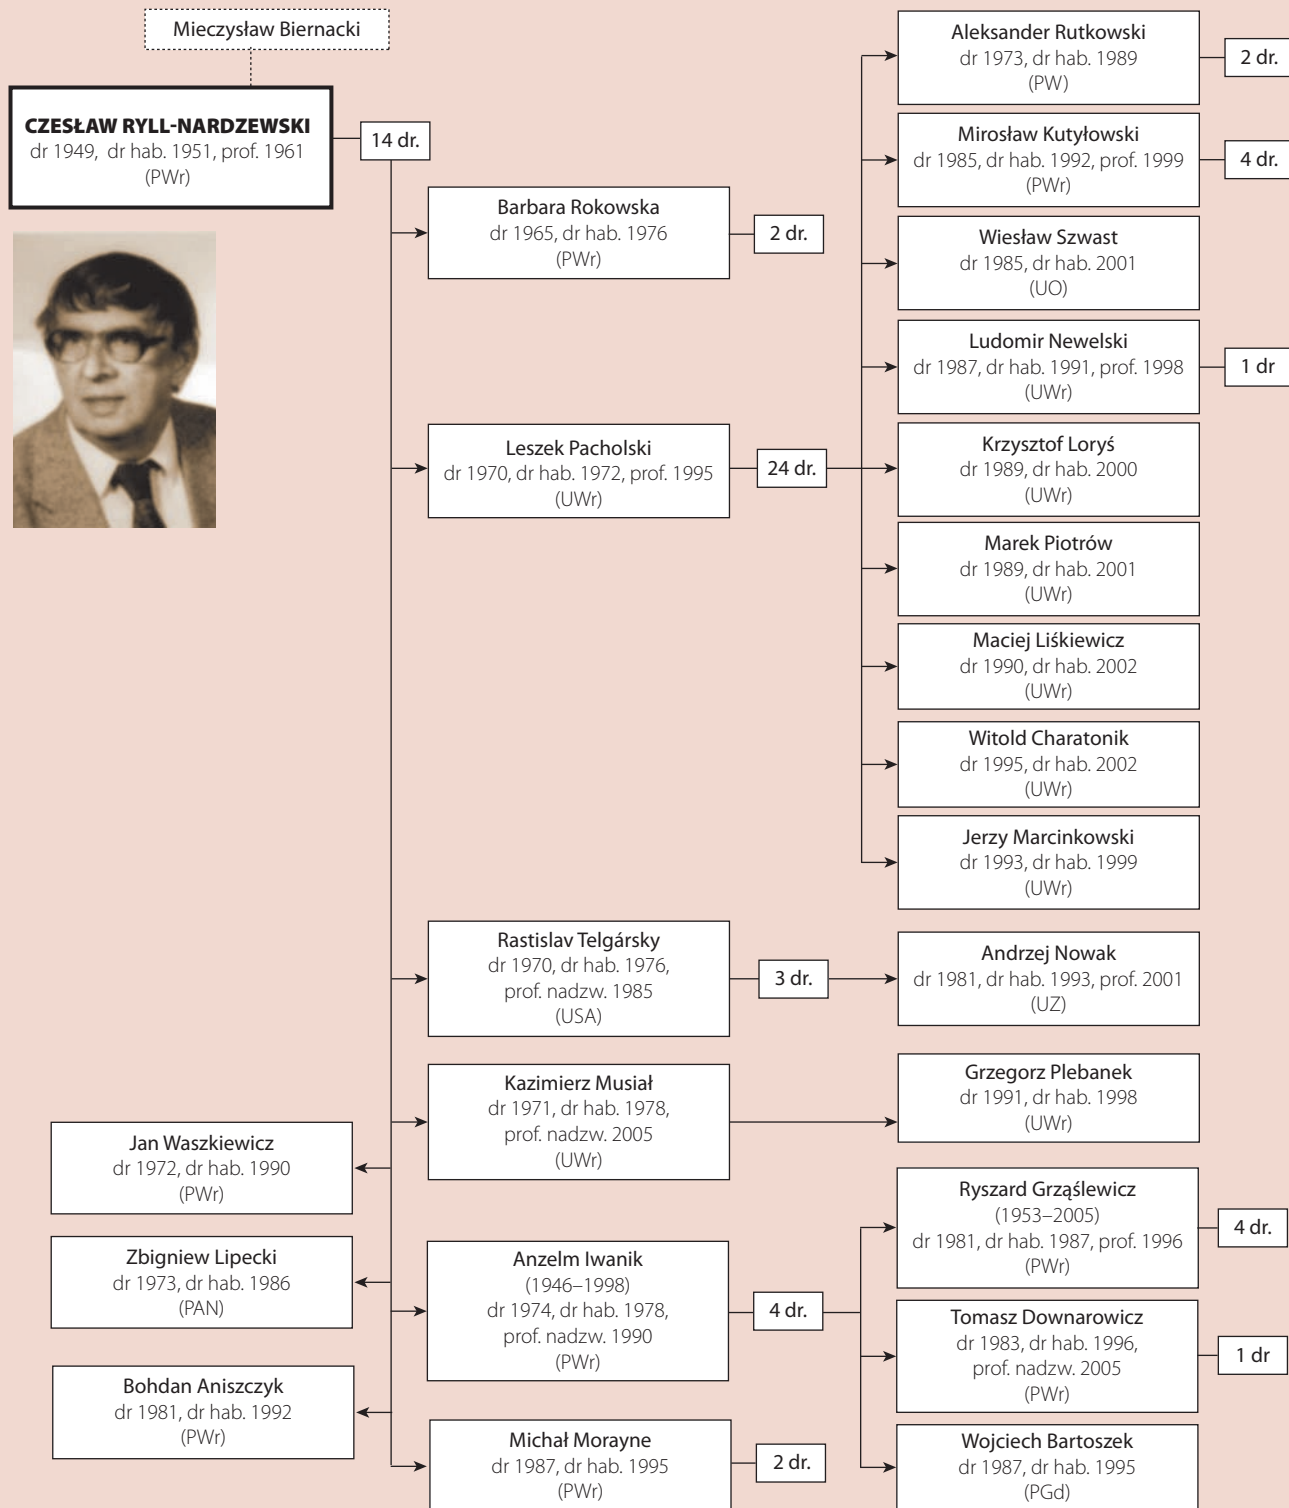 Mieczysław Biernacki
CZESŁAW RYLL-NARDZEWSKI
dr 1949, dr hab. 1951, prof. 1961
(PWr)
14 dr.
Barbara Rokowska
dr 1965, dr hab. 1976
(PWr)
2 dr.
Leszek Pacholski
dr 1970, dr hab. 1972, prof. 1995
(UWr)
24 dr.
Aleksander Rutkowski
dr 1973, dr hab. 1989
(PW)
2 dr.
Mirosław Kutyłowski
dr 1985, dr hab. 1992, prof. 1999
(PWr)
4 dr.
Wiesław Szwast
dr 1985, dr hab. 2001
(UO)
Ludomir Newelski
dr 1987, dr hab. 1991, prof. 1998
(UWr)
1 dr
Krzysztof Loryś
dr 1989, dr hab. 2000
(UWr)
Marek Piotrów
dr 1989, dr hab. 2001
(UWr)
Maciej Liśkiewicz
dr 1990, dr hab. 2002
(UWr)
Witold Charatonik
dr 1995, dr hab. 2002
(UWr)
Jerzy Marcinkowski
dr 1993, dr hab. 1999
(UWr)
Rastislav Telgársky
dr 1970, dr hab. 1976,
prof. nadzw. 1985
(USA)
3 dr.
Andrzej Nowak
dr 1981, dr hab. 1993, prof. 2001
(UZ)
Kazimierz Musiał
dr 1971, dr hab. 1978,
prof. nadzw. 2005
(UWr)
Grzegorz Plebanek
dr 1991, dr hab. 1998
(UWr)
Jan Waszkiewicz
dr 1972, dr hab. 1990
(PWr)
Zbigniew Lipecki
dr 1973, dr hab. 1986
(PAN)
Anzelm Iwanik
(1946–1998)
dr 1974, dr hab. 1978,
prof. nadzw. 1990
(PWr)
4 dr.
Ryszard Grząślewicz
(1953–2005)
dr 1981, dr hab. 1987, prof. 1996
(PWr)
4 dr.
Tomasz Downarowicz
dr 1983, dr hab. 1996,
prof. nadzw. 2005
(PWr)
1 dr
Wojciech Bartoszek
dr 1987, dr hab. 1995
(PGd)
Bohdan Aniszczyk
dr 1981, dr hab. 1992
(PWr)
Michał Morayne
dr 1987, dr hab. 1995
(PWr)
2 dr.